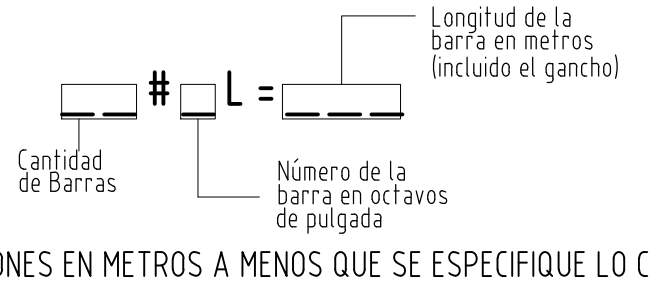 Longitud de la
barra en metros
(incluido el gancho)
# L =
Cantidad
de Barras
Número de la
barra en octavos
de pulgada
ONES EN METROS A MENOS QUE SE ESPECIFIQUE LO C